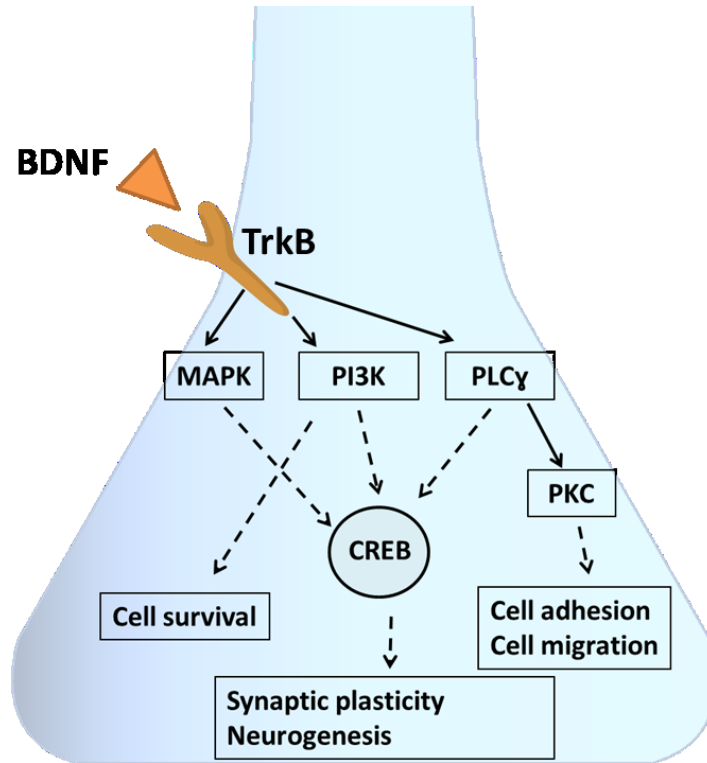 BDNF
TrkB
MAPK
PI3K
PLCɣ
PKC
CREB
Cell survival
Cell adhesion
Cell migration
Synaptic plasticity
Neurogenesis